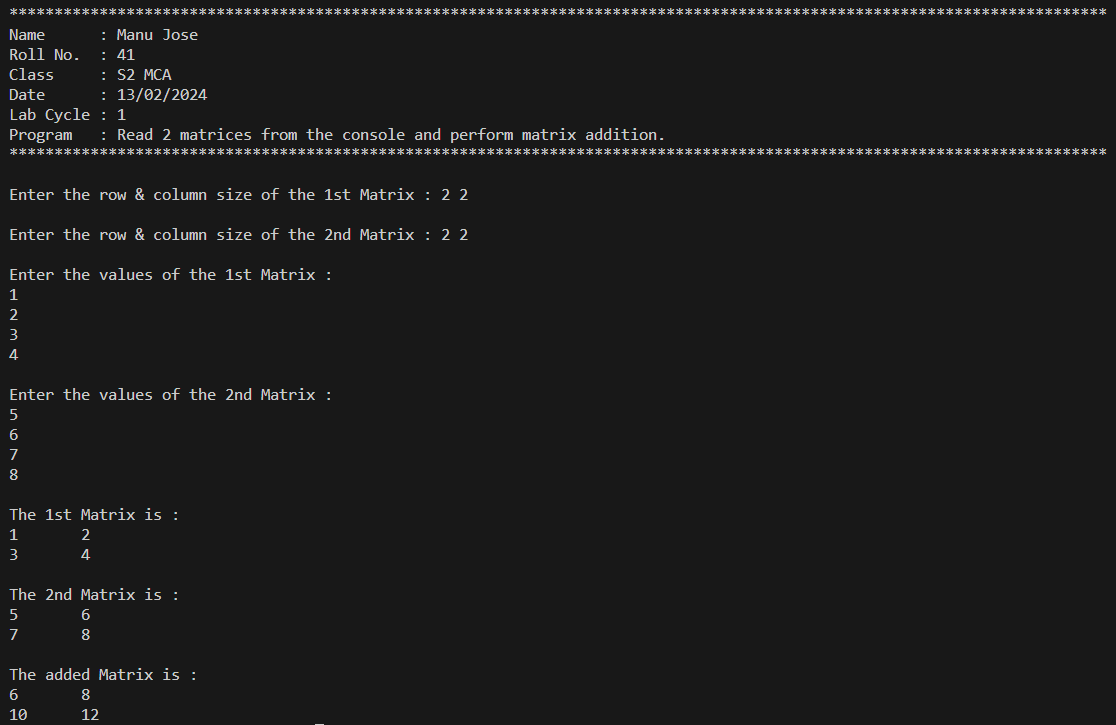 **************************************************************************************************************************
Name      : Manu Jose
Roll No.  : 41
Class     : S2 MCA
Date      : 13/02/2024
Lab Cycle : 1
Program   : Read 2 matrices from the console and perform matrix addition.
**************************************************************************************************************************
Enter the row & column size of the 1st Matrix : 2 2
Enter the row & column size of the 2nd Matrix : 2 2
Enter the values of the 1st Matrix :
1
2
3
4
Enter the values of the 2nd Matrix :
5
6
7
8
The 1st Matrix is :
1       2
3       4
The 2nd Matrix is :
5       6
7       8
The added Matrix is :
6       8
10      12